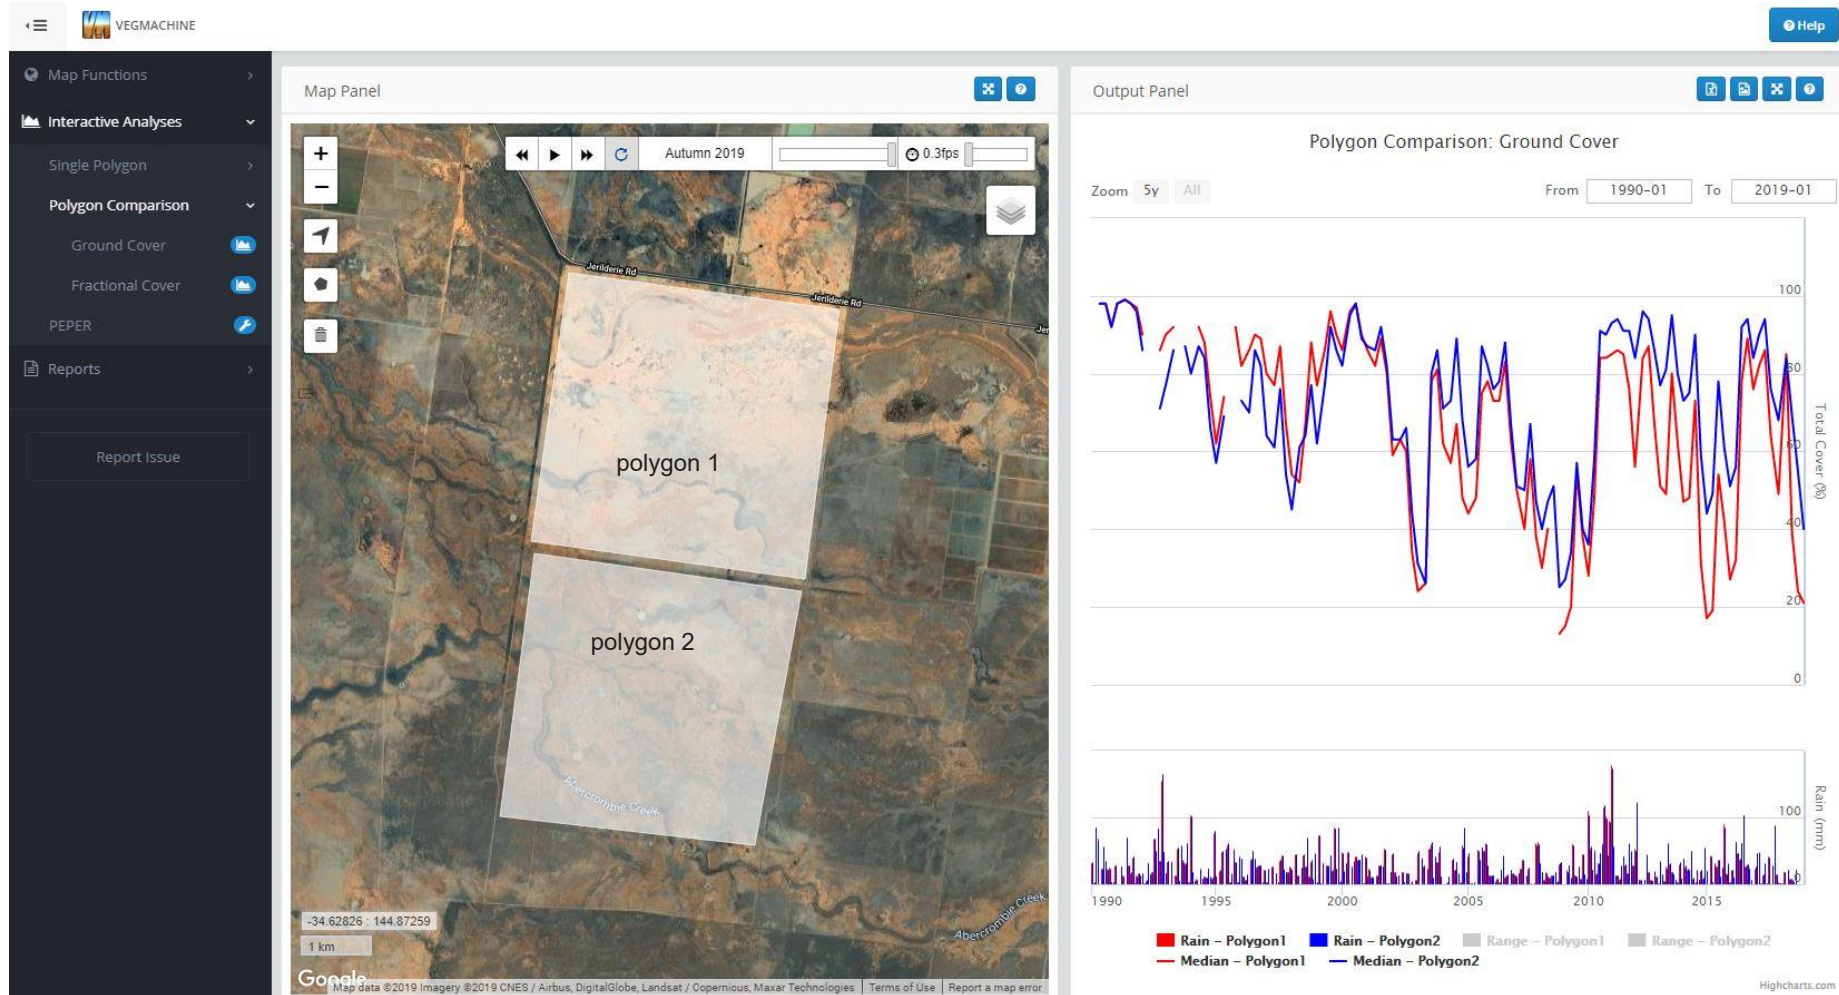 VEGMACHINE
Help
Map Functions
Interactive Analyses
Single Polygon
Polygon Comparison
Ground Cover
Fractional Cover
PEPER
Reports
Report Issue
Map Panel
+
−
Autumn 2019
0.3fps
Jerilderie Rd
Jerilderie Rd
Jer
polygon 1
polygon 2
Abercrombie Creek
Abercrombie Creek
-34.62826 : 144.87259
1 km
Google
Map data ©2019 Imagery ©2019 CNES / Airbus, DigitalGlobe, Landsat / Copernicus, Maxar Technologies
Terms of Use
Report a map error
Output Panel
Polygon Comparison: Ground Cover
Zoom 5y All
From 1990-01 To 2019-01
100
80
60
40
20
0
Total Cover (%)
100
0
Rain (mm)
1990 1995 2000 2005 2010 2015
Rain – Polygon1 Rain – Polygon2 Range – Polygon1 Range – Polygon2
Median – Polygon1 Median – Polygon2
Highcharts.com